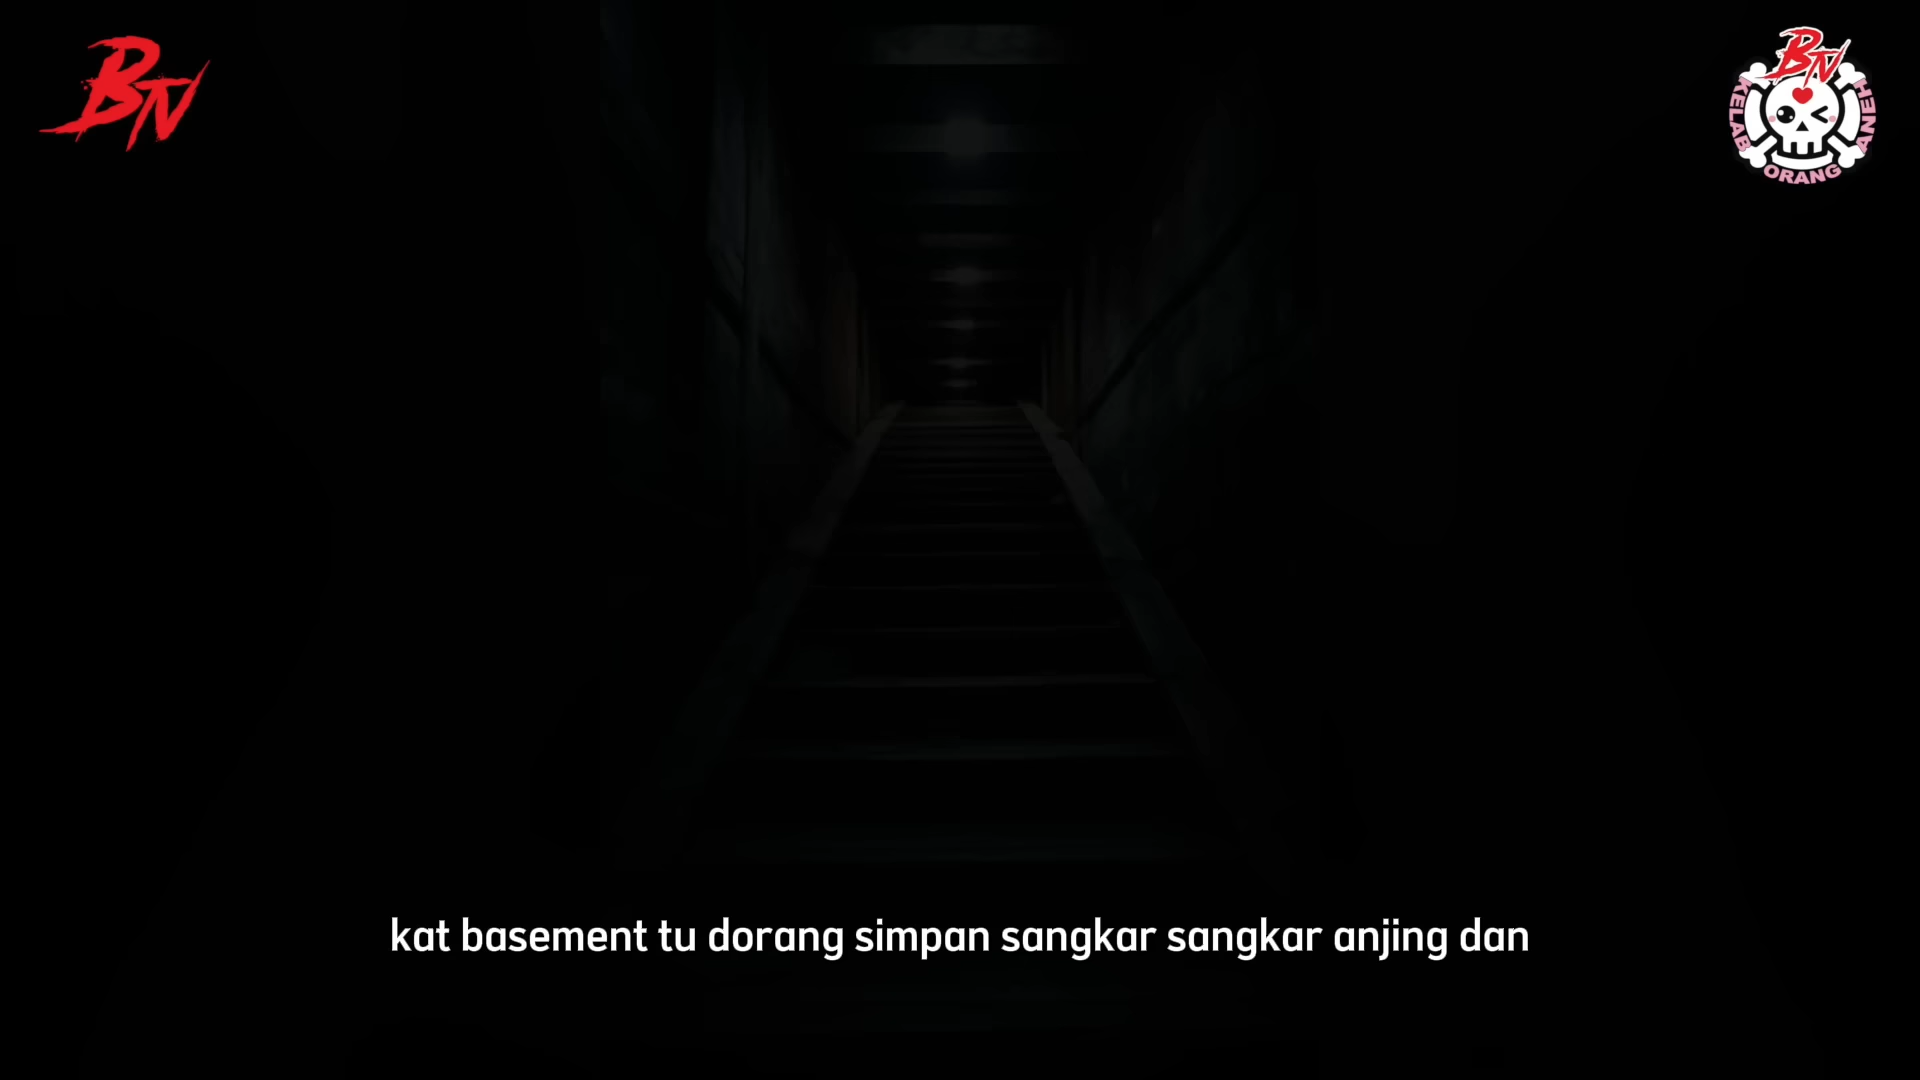 BN
BN
KELAB ORANG ANEH
kat basement tu dorang simpan sangkar sangkar anjing dan